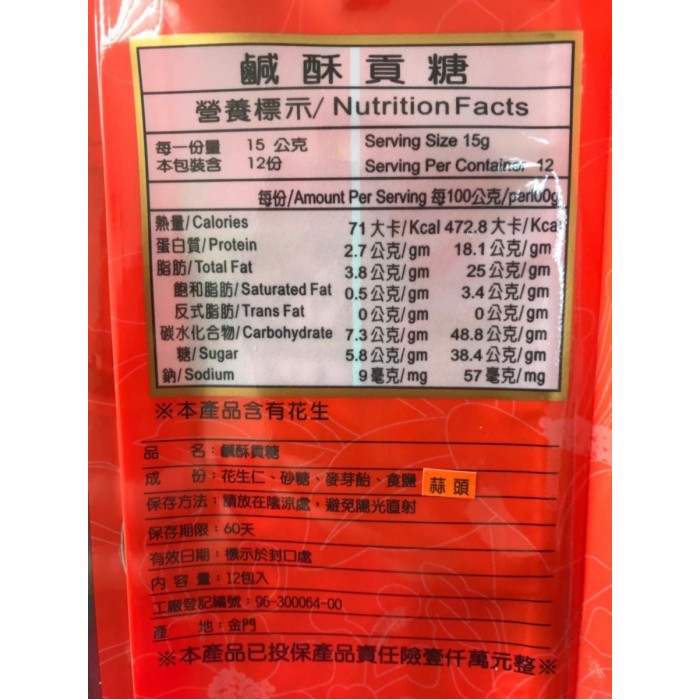 鹹酥貢糖
營養標示/ Nutrition Facts
每一份量 15 公克 Serving Size 15g
本包裝含 12份 Serving Per Container 12
每份/Amount Per Serving 每100公克/per100g
熱量/Calories 71大卡/Kcal 472.8大卡/Kcal
蛋白質/Protein 2.7公克/gm 18.1公克/gm
脂肪/Total Fat 3.8公克/gm 25公克/gm
飽和脂肪/Saturated Fat 0.5公克/gm 3.4公克/gm
反式脂肪/Trans Fat 0公克/gm 0公克/gm
碳水化合物/Carbohydrate 7.3公克/gm 48.8公克/gm
糖/Sugar 5.8公克/gm 38.4公克/gm
鈉/Sodium 9毫克/mg 57毫克/mg
※本產品含有花生
品 名：鹹酥貢糖
成 份：花生仁、砂糖、麥芽飴、食鹽 蒜頭
保存方法：請放在陰涼處，避免陽光直射
保存期限：60天
有效日期：標示於封口處
內 容 量：12包入
工廠登記編號：95-300064-00
產 地：金門
※本產品已投保產品責任險壹仟萬元整※